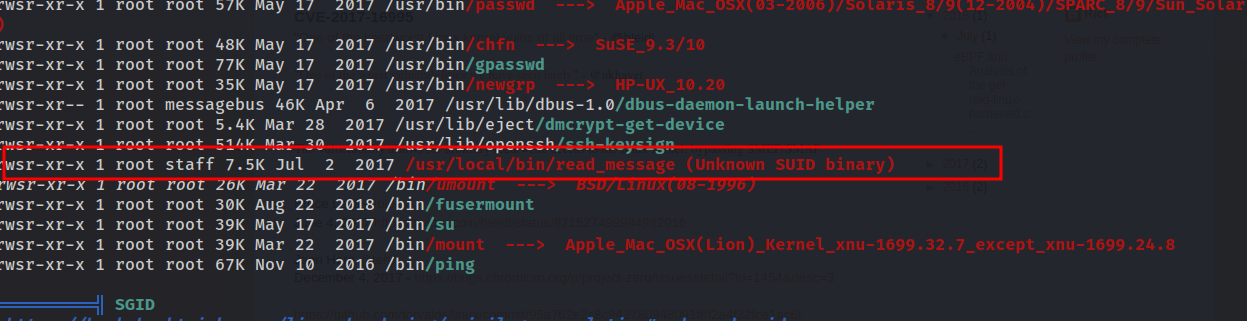 rwsr-xr-x 1 root root 57K May 17  2017 /usr/bin/passwd  --->  Apple_Mac_OSX(03-2006)/Solaris_8/9(12-2004)/SPARC_8/9/Sun_Solar
)
rwsr-xr-x 1 root root 48K May 17  2017 /usr/bin/chfn  --->  SuSE_9.3/10
rwsr-xr-x 1 root root 77K May 17  2017 /usr/bin/gpasswd
rwsr-xr-x 1 root root 35K May 17  2017 /usr/bin/newgrp  --->  HP-UX_10.20
rwsr-xr-- 1 root messagebus 46K Apr  6  2017 /usr/lib/dbus-1.0/dbus-daemon-launch-helper
rwsr-xr-x 1 root root 5.4K Mar 28  2017 /usr/lib/eject/dmcrypt-get-device
rwsr-xr-x 1 root root 514K Mar 30  2017 /usr/lib/openssh/ssh-keysign
rwsr-xr-x 1 root staff 7.5K Jul  2  2017 /usr/local/bin/read_message (Unknown SUID binary)
rwsr-xr-x 1 root root 26K Mar 22  2017 /bin/umount  --->  BSD/Linux(08-1996)
rwsr-xr-x 1 root root 30K Aug 22  2018 /bin/fusermount
rwsr-xr-x 1 root root 39K May 17  2017 /bin/su
rwsr-xr-x 1 root root 39K Mar 22  2017 /bin/mount  --->  Apple_Mac_OSX(Lion)_Kernel_xnu-1699.32.7_except_xnu-1699.24.8
rwsr-xr-x 1 root root 67K Nov 10  2016 /bin/ping
SGID
CVE-2017-16995